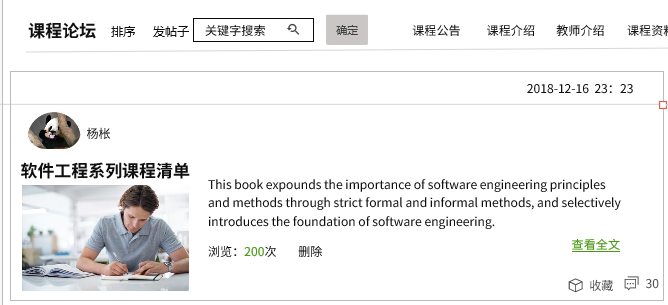 课程论坛 排序 发帖子 关键字搜索 确定 课程公告 课程介绍 教师介绍 课程资料
2018-12-16 23：23
杨枨
软件工程系列课程清单
This book expounds the importance of software engineering principles
and methods through strict formal and informal methods, and selectively
introduces the foundation of software engineering.
浏览：200次 删除
查看全文
收藏 30